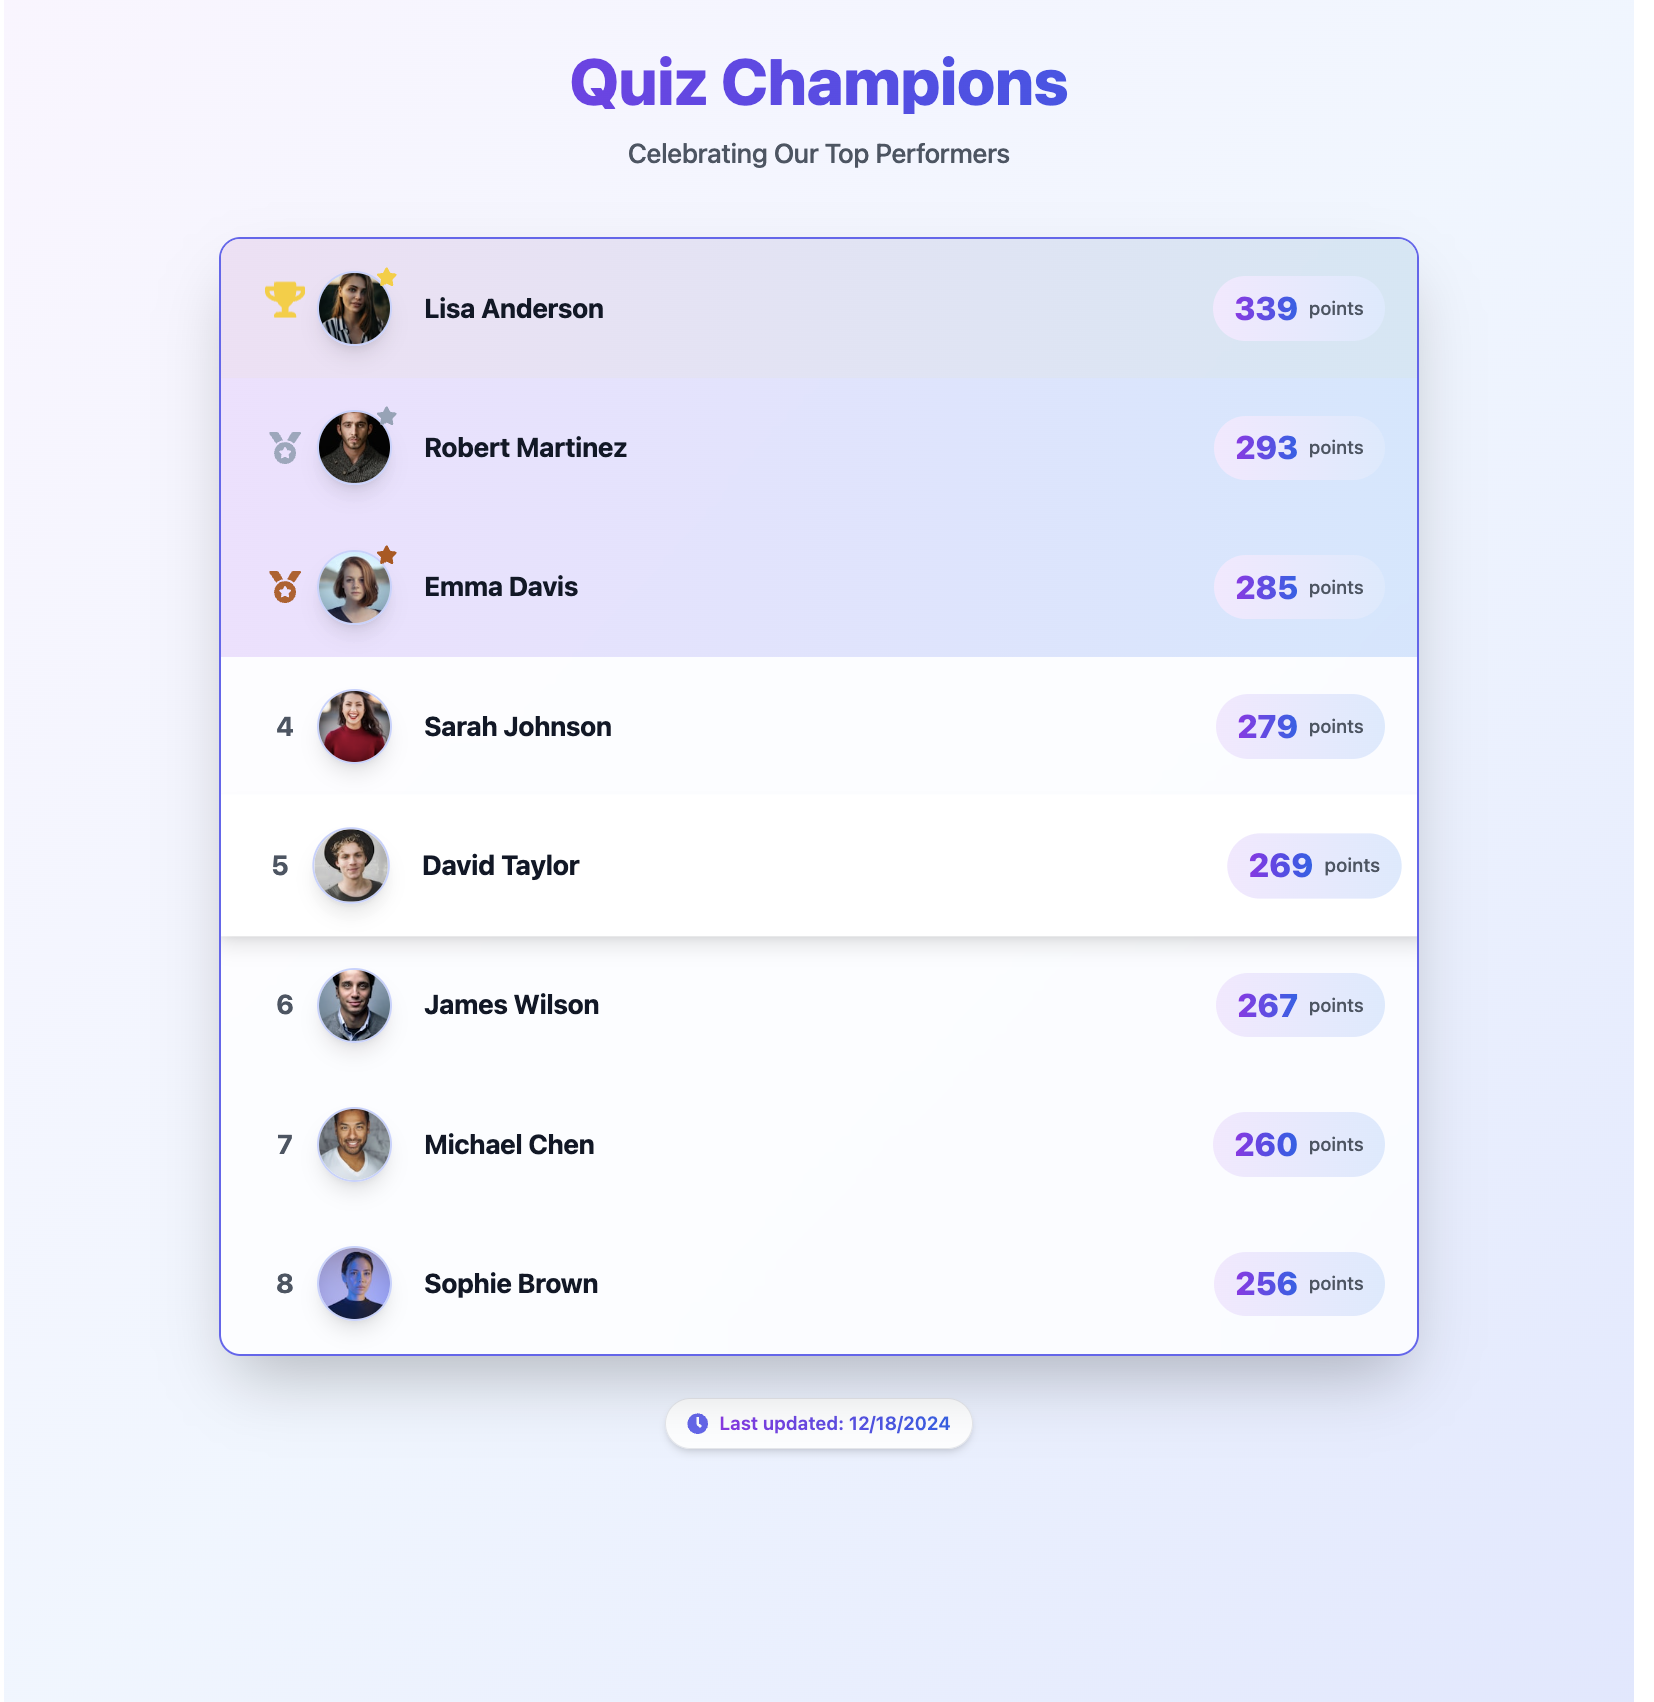 Quiz Champions
Celebrating Our Top Performers
Lisa Anderson 339 points
Robert Martinez 293 points
Emma Davis 285 points
4 Sarah Johnson 279 points
5 David Taylor 269 points
6 James Wilson 267 points
7 Michael Chen 260 points
8 Sophie Brown 256 points
Last updated: 12/18/2024